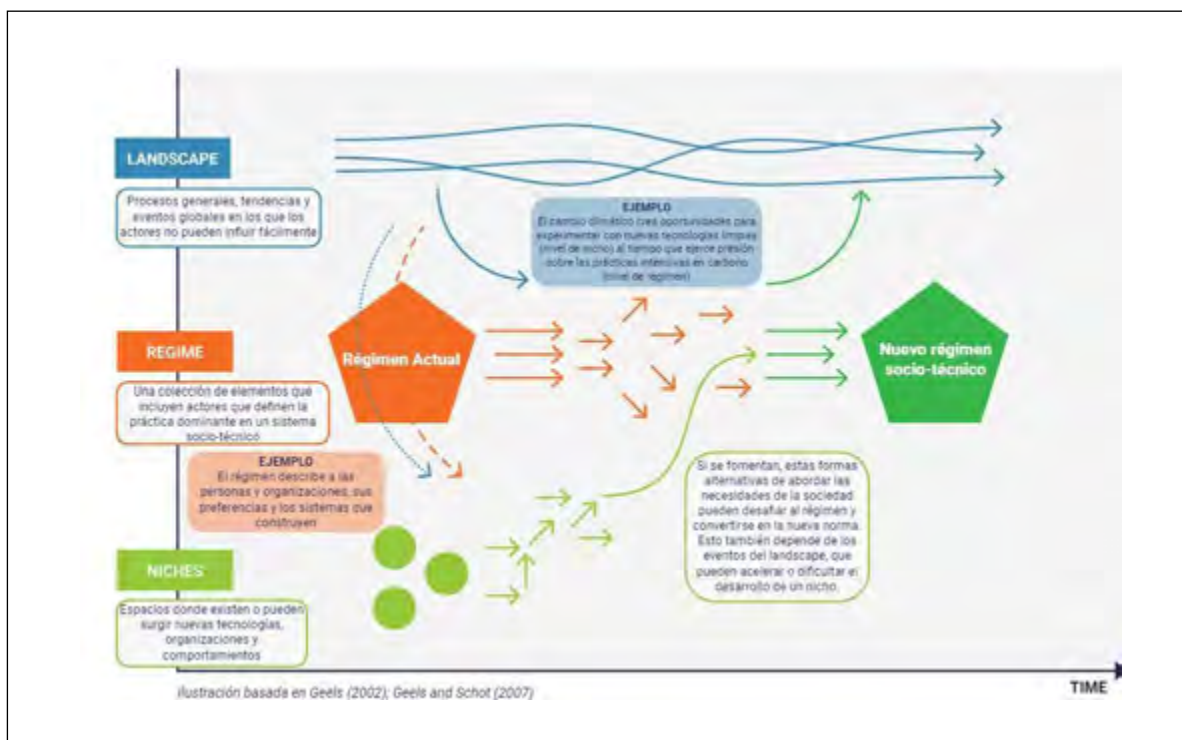 LANDSCAPE
Procesos generales, tendencias y
eventos globales en los que los
actores no pueden influir fácilmente
EJEMPLO
El cambio climático crea oportunidades para
experimentar con nuevas tecnologías limpias
(nivel de nicho) al tiempo que ejerce presión
sobre las prácticas intensivas en carbono
(nivel de régimen)
REGIME
Una colección de elementos que
incluyen actores que definen la
práctica dominante en un sistema
socio-técnico
Régimen Actual
Nuevo régimen
socio-técnico
EJEMPLO
El régimen describe a las
personas y organizaciones, sus
preferencias y los sistemas que
construyen
Si se fomentan, estas formas
alternativas de abordar las
necesidades de la sociedad
pueden desafiar al régimen y
convertirse en la nueva norma.
Esto también depende de los
eventos del landscape, que
pueden acelerar o dificultar el
desarrollo de un nicho.
NICHES
Espacios donde existen o pueden
surgir nuevas tecnologías,
organizaciones y
comportamientos
TIME
Ilustración basada en Geels (2002); Geels and Schot (2007)